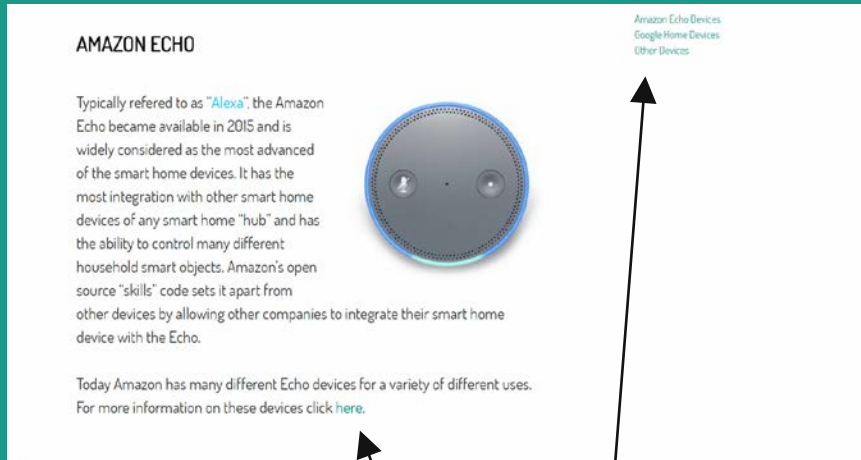 AMAZON ECHO
Typically refered to as "Alexa", the Amazon
Echo became available in 2015 and is
widely considered as the most advanced
of the smart home devices. It has the
most integration with other smart home
devices of any smart home "hub" and has
the ability to control many different
household smart objects. Amazon's open
source "skills" code sets it apart from
other devices by allowing other companies to integrate their smart home
device with the Echo.
Today Amazon has many different Echo devices for a variety of different uses.
For more information on these devices click here.
Amazon Echo Devices
Google Home Devices
Other Devices